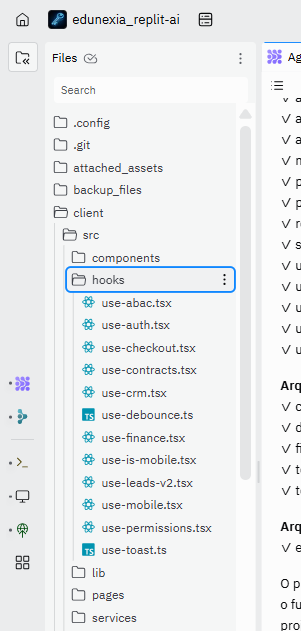 edunexia_replit-ai
Files
Ag
Search
.config
.git
attached_assets
backup_files
client
src
components
hooks
use-abac.tsx
use-auth.tsx
use-checkout.tsx
use-contracts.tsx
use-crm.tsx
use-debounce.ts
use-finance.tsx
use-is-mobile.tsx
use-leads-v2.tsx
use-mobile.tsx
use-permissions.tsx
use-toast.ts
lib
pages
services
Arq
Arq
O p
o fu
pro